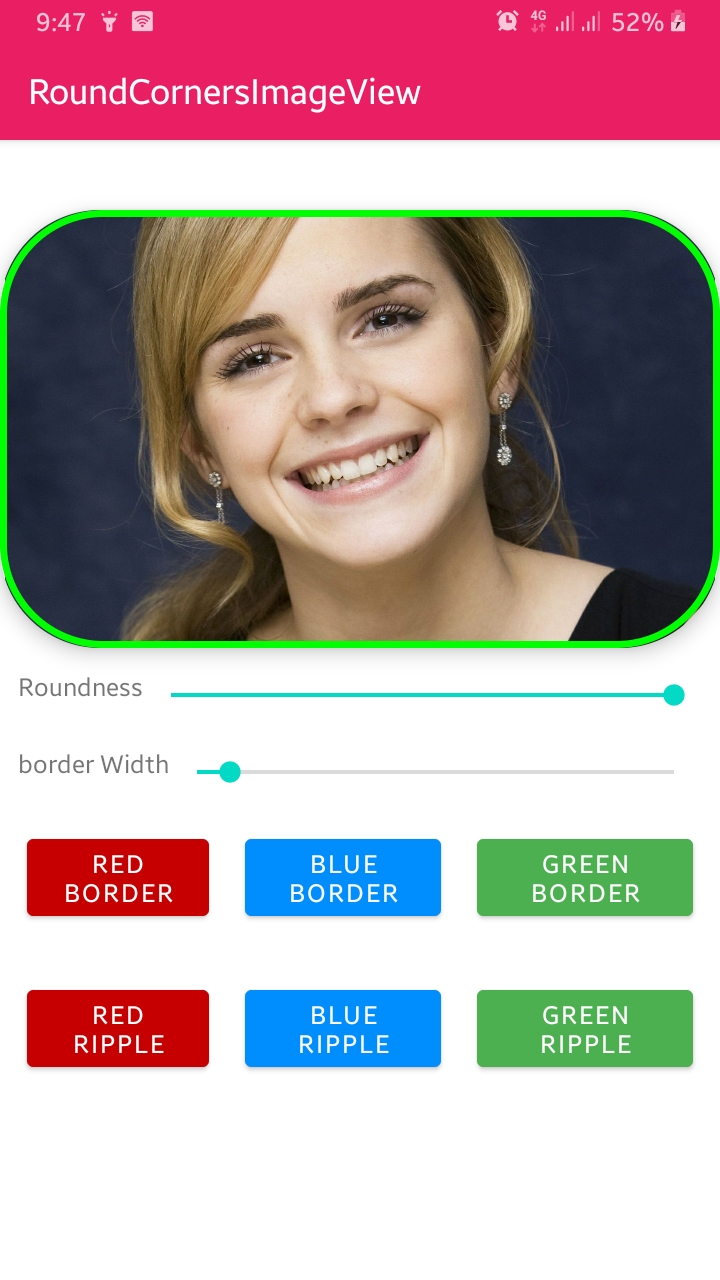 9:47
4G
52%
RoundCornersImageView
Roundness
border Width
RED
BORDER
BLUE
BORDER
GREEN
BORDER
RED
RIPPLE
BLUE
RIPPLE
GREEN
RIPPLE